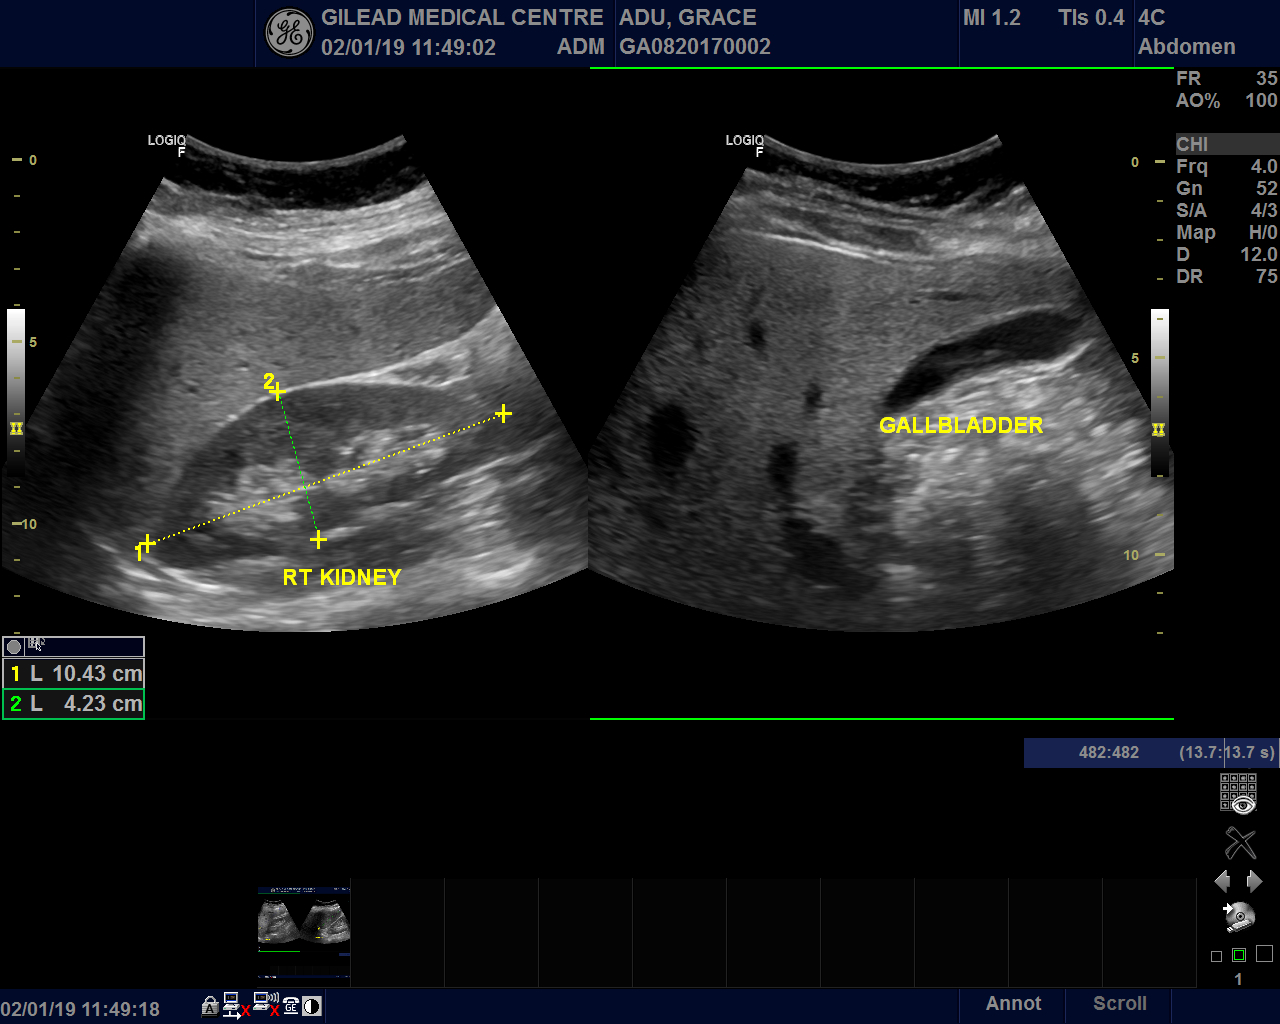 GILEAD MEDICAL CENTRE
02/01/19 11:49:02 ADM
ADU, GRACE
GA0820170002
MI 1.2 TIs 0.4
4C
Abdomen
FR 35
AO% 100
CHI
Frq 4.0
Gn 52
S/A 4/3
Map H/0
D 12.0
DR 75
LOGIQ
F
0
5
10
2
1
RT KIDNEY
LOGIQ
F
0
5
10
GALLBLADDER
1 L 10.43 cm
2 L 4.23 cm
482:482 (13.7:13.7 s)
1
02/01/19 11:49:18
Annot
Scroll